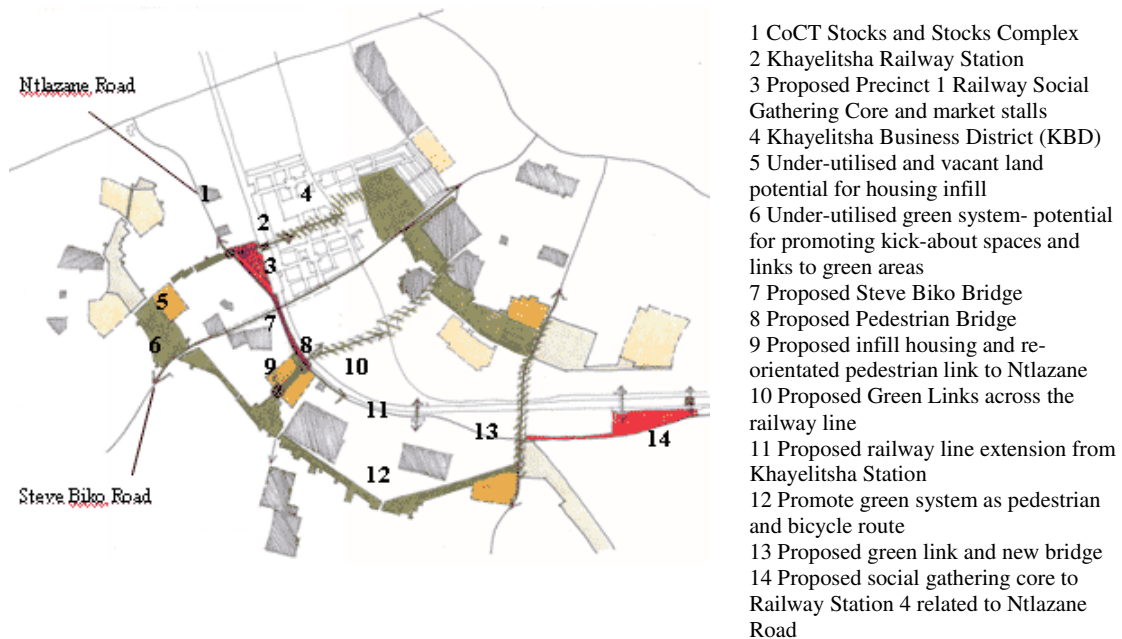 Ntlazane Road
1
2
4
3
5
6
7
8
9
10
11
12
13
14
Steve Biko Road
1 CoCT Stocks and Stocks Complex
2 Khayelitsha Railway Station
3 Proposed Precinct 1 Railway Social
Gathering Core and market stalls
4 Khayelitsha Business District (KBD)
5 Under-utilised and vacant land
potential for housing infill
6 Under-utilised green system- potential
for promoting kick-about spaces and
links to green areas
7 Proposed Steve Biko Bridge
8 Proposed Pedestrian Bridge
9 Proposed infill housing and re-
orientated pedestrian link to Ntlazane
10 Proposed Green Links across the
railway line
11 Proposed railway line extension from
Khayelitsha Station
12 Promote green system as pedestrian
and bicycle route
13 Proposed green link and new bridge
14 Proposed social gathering core to
Railway Station 4 related to Ntlazane
Road